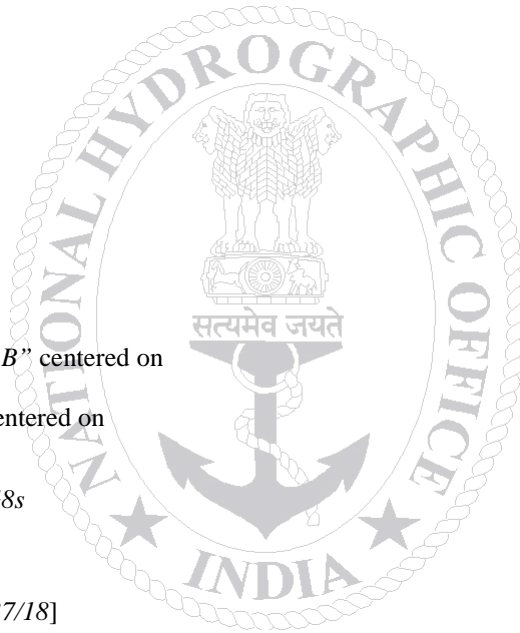 NATIONAL HYDROGRAPHIC OFFICE
सत्यमेव जयते
B” centered on
entered on
8s
INDIA
7/18]